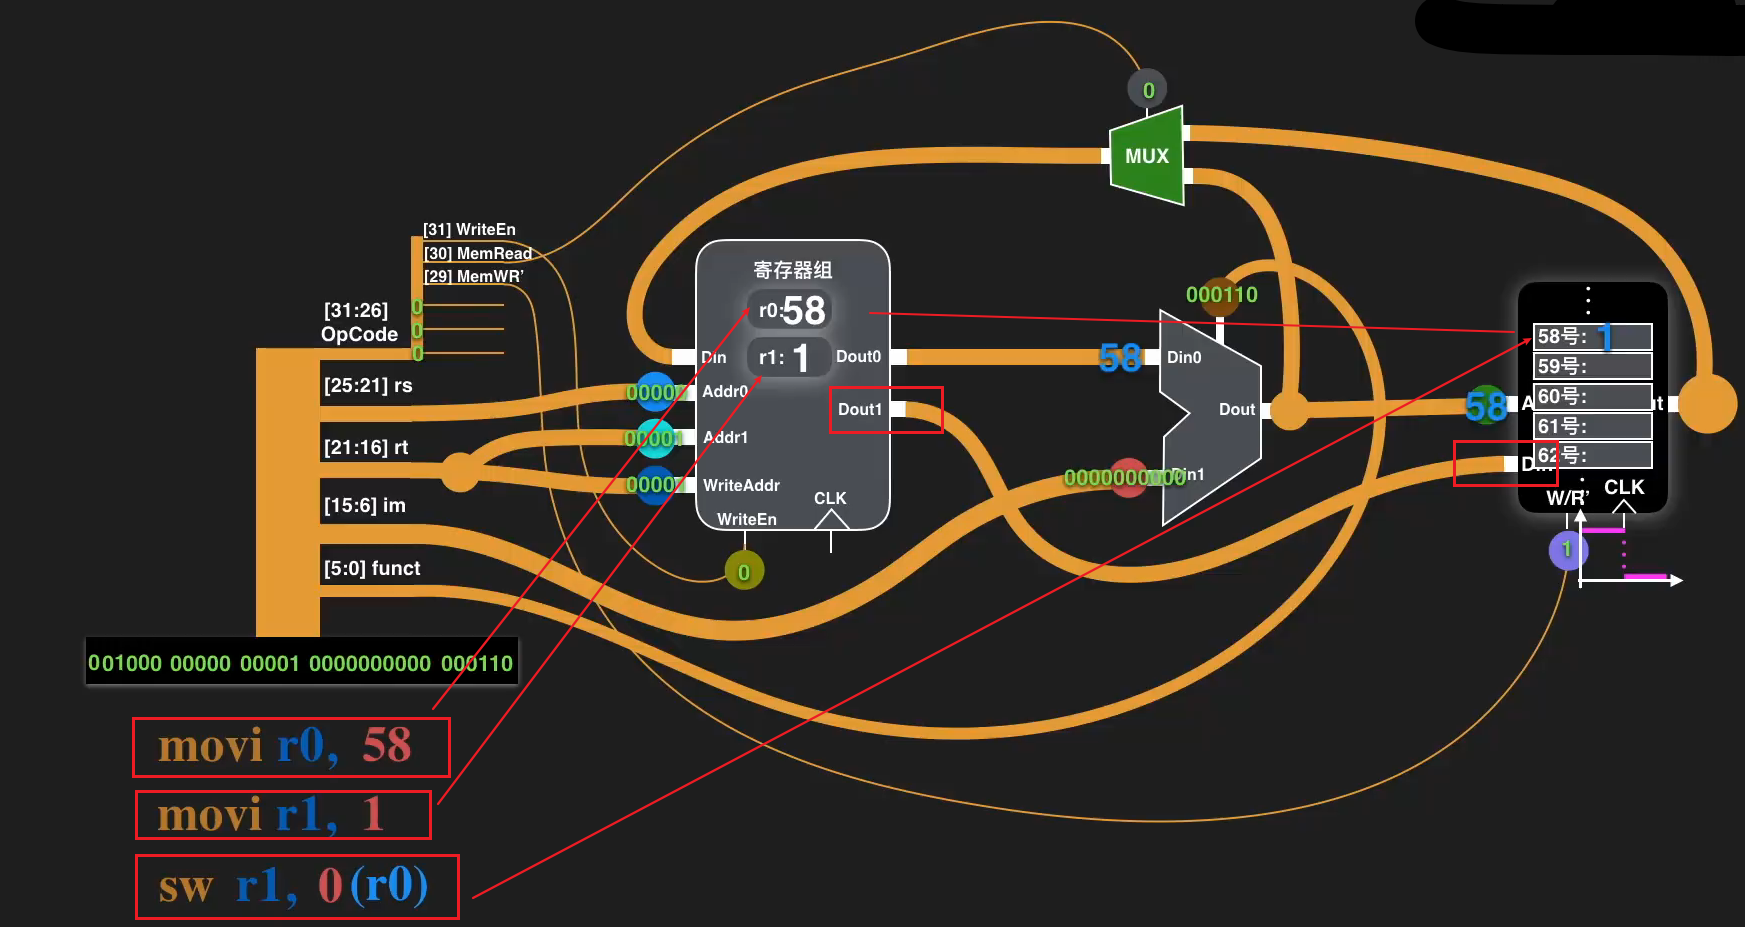 0
MUX
[31] WriteEn
[30] MemRead
[29] MemWR’
[31:26]
OpCode
0
0
0
[25:21] rs
[21:16] rt
[15:6] im
[5:0] funct
001000 00000 00001 0000000000 000110
寄存器组
r0:58
r1: 1
Din
Dout0
Addr0
Dout1
Addr1
WriteAddr
CLK
WriteEn
0
00001
000110
58
Din0
Dout
0000000000
Din1
58
58号: 1
59号:
60号:
61号:
62号:
W/R’
CLK
1
movi r0, 58
movi r1, 1
sw r1, 0(r0)